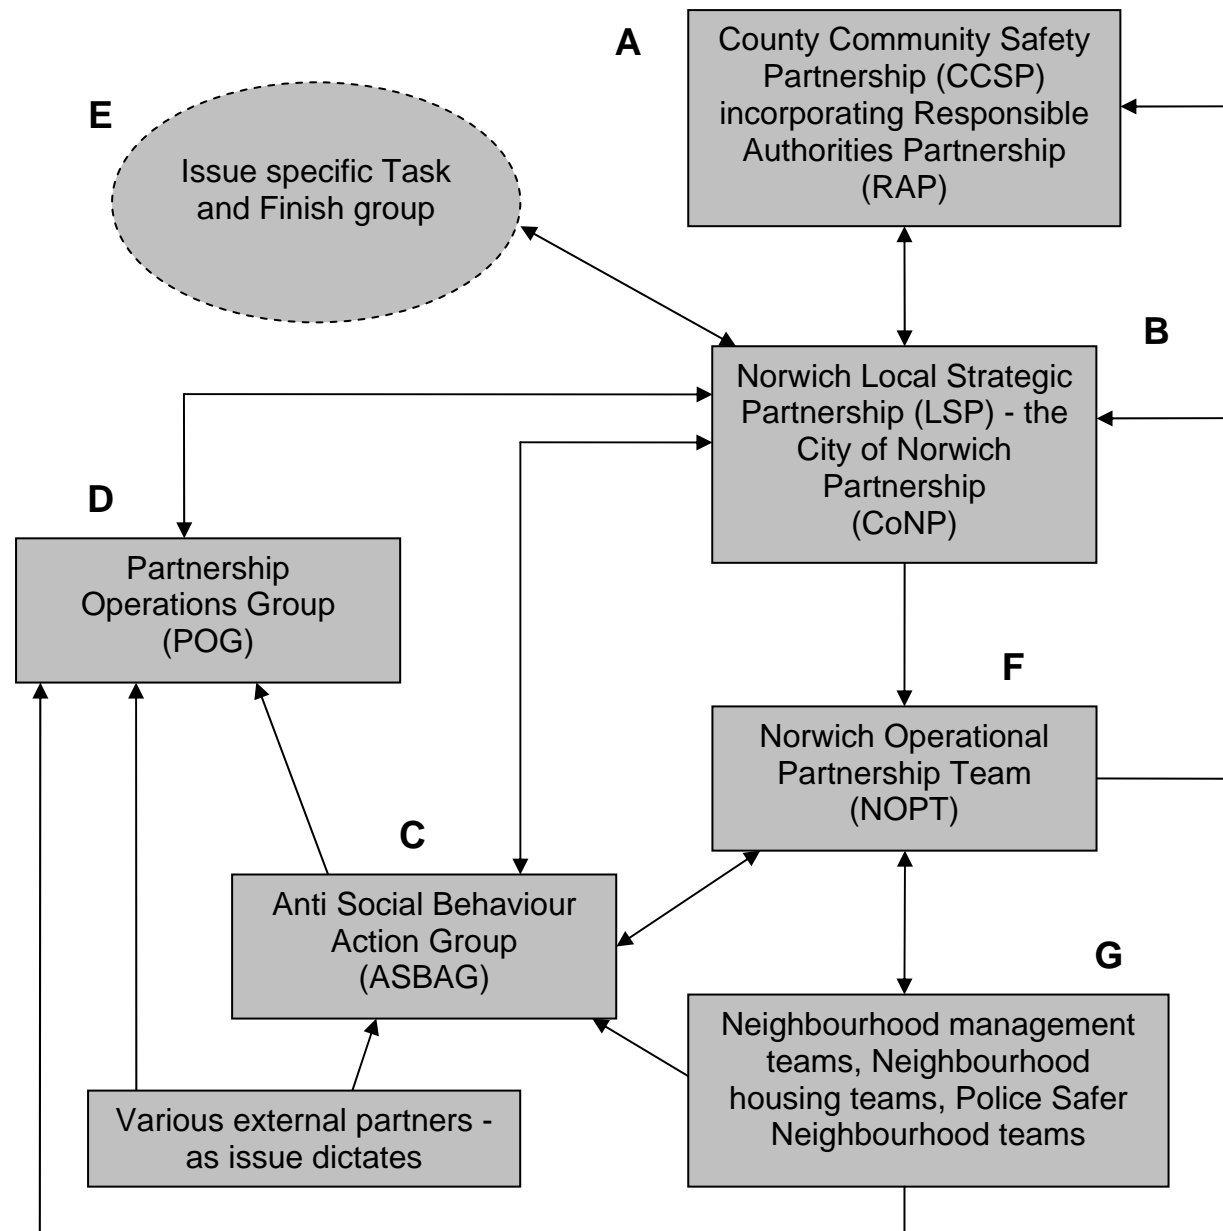 A
County Community Safety
Partnership (CCSP)
incorporating Responsible
Authorities Partnership
(RAP)
E
Issue specific Task
and Finish group
B
Norwich Local Strategic
Partnership (LSP) - the
City of Norwich
Partnership
(CoNP)
D
Partnership
Operations Group
(POG)
F
Norwich Operational
Partnership Team
(NOPT)
C
Anti Social Behaviour
Action Group
(ASBAG)
G
Neighbourhood management
teams, Neighbourhood
housing teams, Police Safer
Neighbourhood teams
Various external partners -
as issue dictates